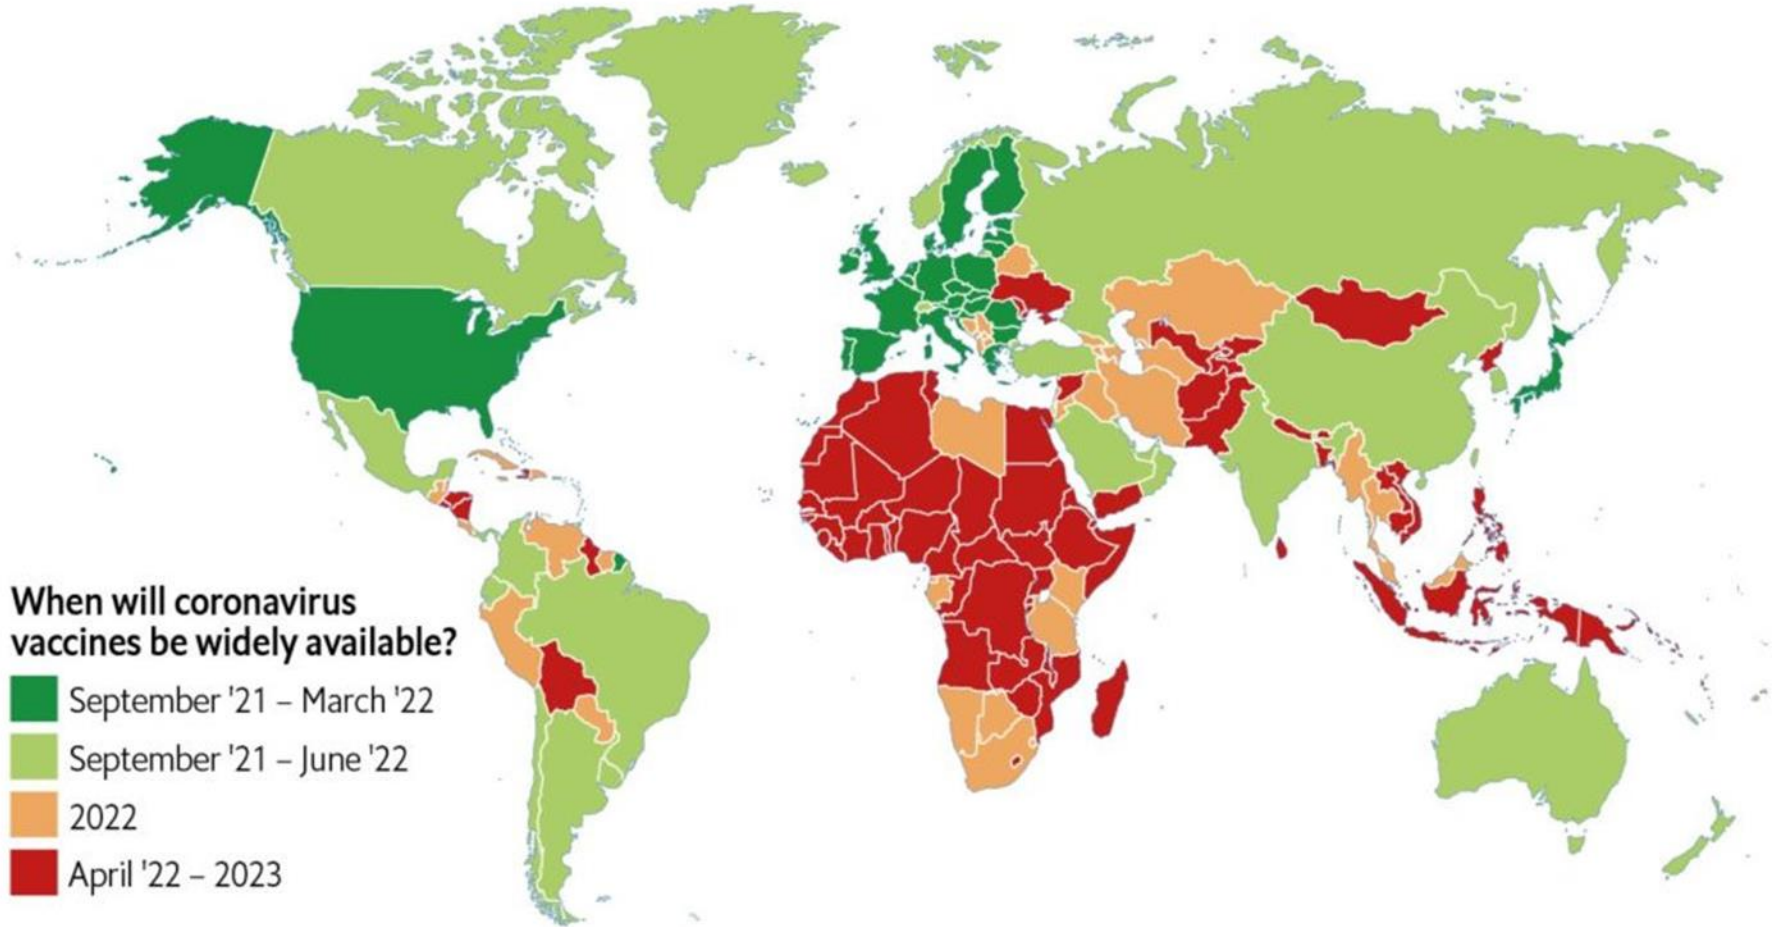 When will coronavirus
vaccines be widely available?
September '21 – March '22
September '21 – June '22
2022
April '22 – 2023